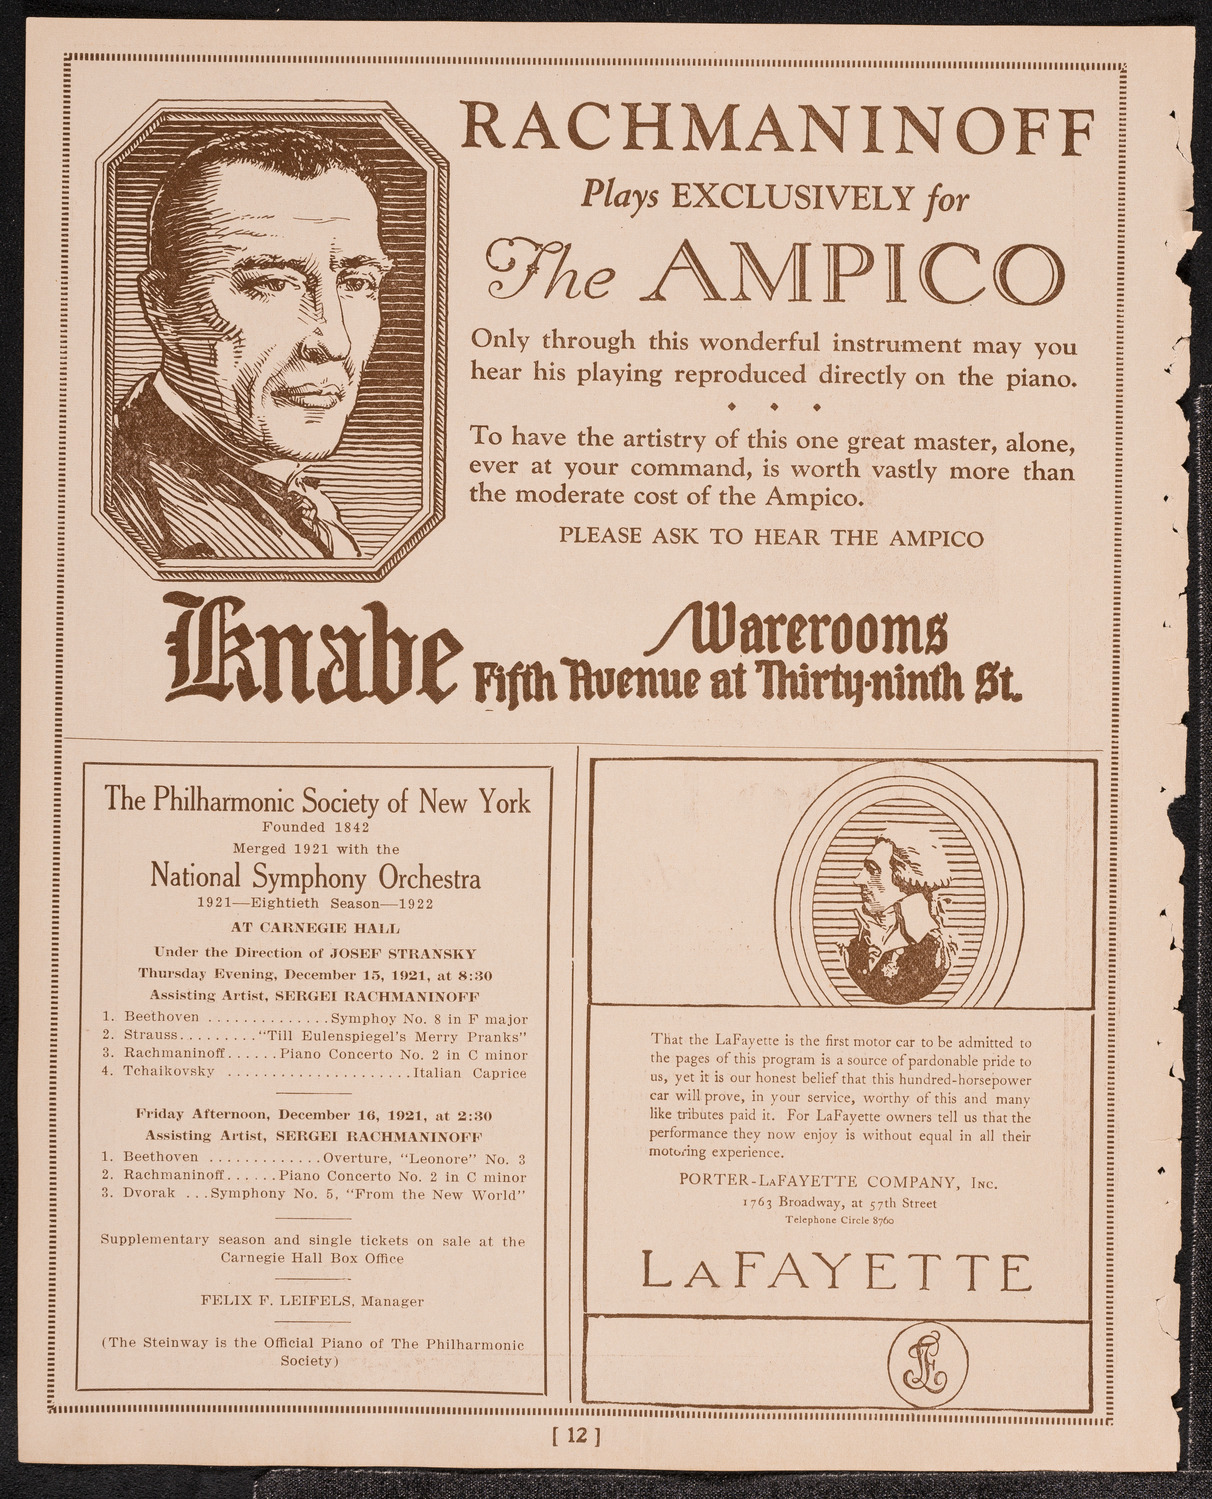 RACHMANINOFF
Plays EXCLUSIVELY for
The AMPICO
Only through this wonderful instrument may you
hear his playing reproduced directly on the piano.
To have the artistry of this one great master, alone,
ever at your command, is worth vastly more than
the moderate cost of the Ampico.
PLEASE ASK TO HEAR THE AMPICO
Knabe
Warerooms
Fifth Avenue at Thirty-ninth St.
The Philharmonic Society of New York
Founded 1842
Merged 1921 with the
National Symphony Orchestra
1921—Eightieth Season—1922
AT CARNEGIE HALL
Under the Direction of JOSEF STRANSKY
Thursday Evening, December 15, 1921, at 8:30
Assisting Artist, SERGEI RACHMANINOFF
1. Beethoven ..............Symphoy No. 8 in F major
2. Strauss.........“Till Eulenspiegel's Merry Pranks”
3. Rachmaninoff......Piano Concerto No. 2 in C minor
4. Tchaikovsky .....................Italian Caprice
Friday Afternoon, December 16, 1921, at 2:30
Assisting Artist, SERGEI RACHMANINOFF
1. Beethoven .............Overture, “Leonore” No. 3
2. Rachmaninoff......Piano Concerto No. 2 in C minor
3. Dvorak ...Symphony No. 5, “From the New World”
Supplementary season and single tickets on sale at the
Carnegie Hall Box Office
FELIX F. LEIFELS, Manager
(The Steinway is the Official Piano of The Philharmonic
Society)
That the LaFayette is the first motor car to be admitted to
the pages of this program is a source of pardonable pride to
us, yet it is our honest belief that this hundred-horsepower
car will prove, in your service, worthy of this and many
like tributes paid it. For LaFayette owners tell us that the
performance they now enjoy is without equal in all their
motoring experience.
PORTER-LAFAYETTE COMPANY, INC.
1763 Broadway, at 57th Street
Telephone Circle 8760
LAFAYETTE
[ 12 ]